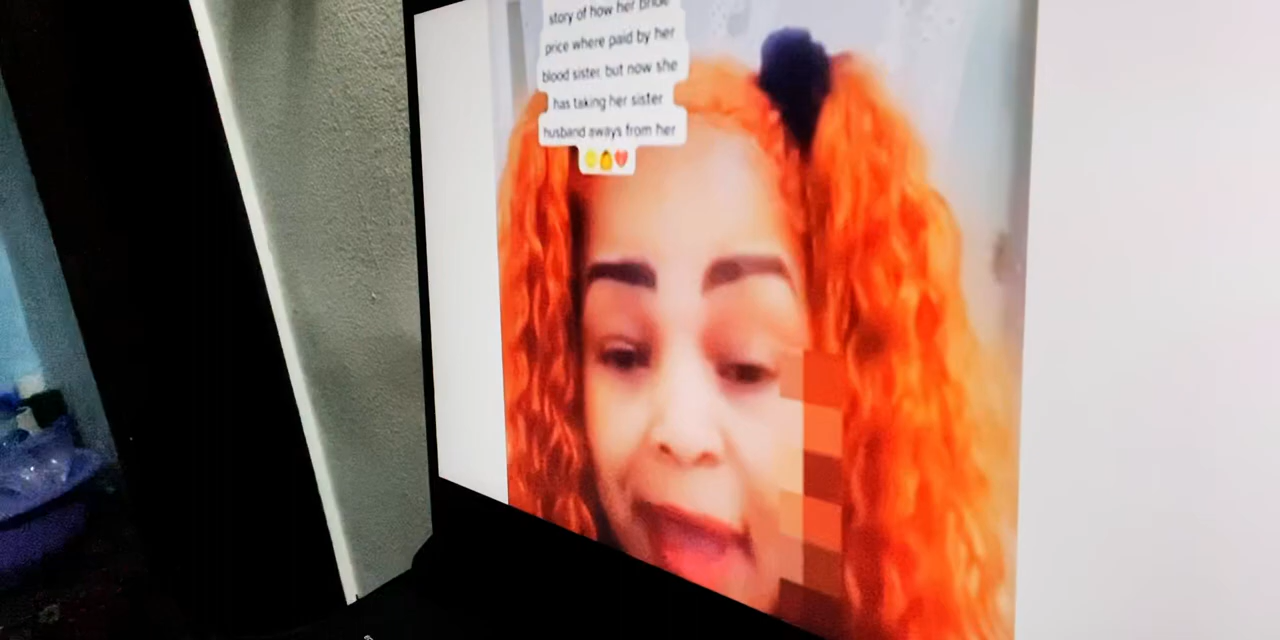 story of how her bride
price where paid by her
blood sister, but now she
has taking her sister
husband aways from her